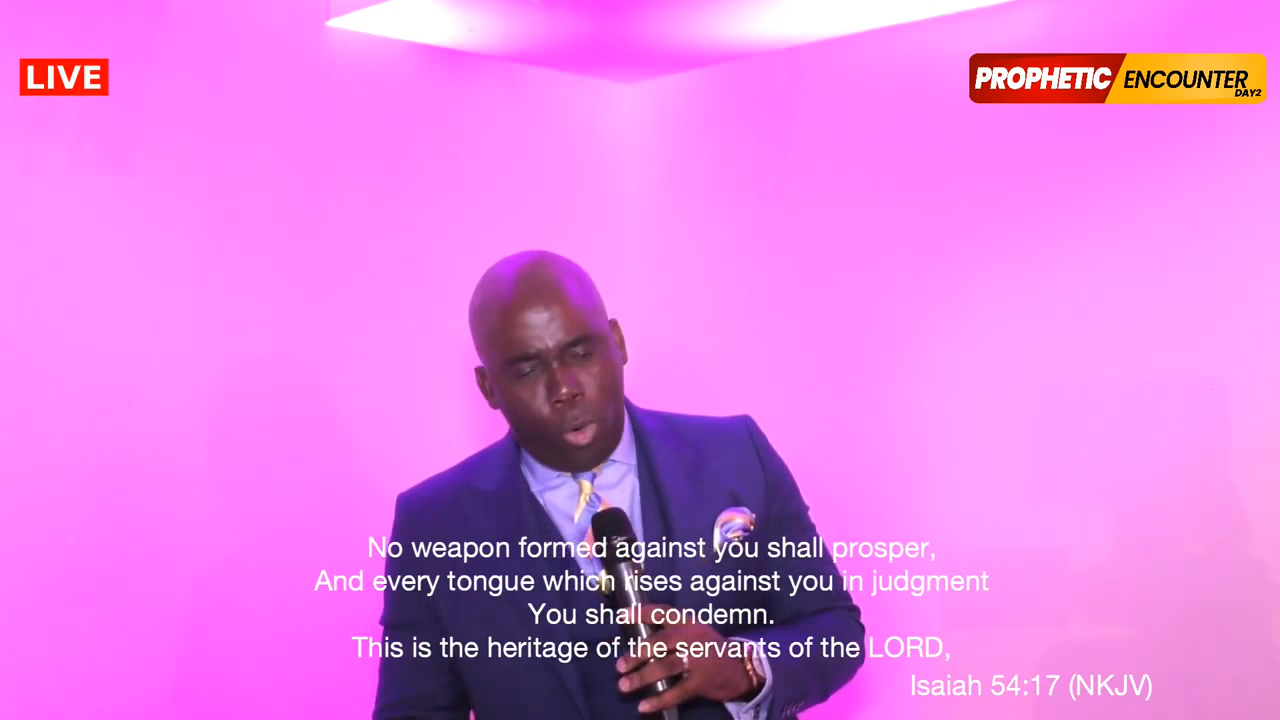 LIVE
PROPHETIC ENCOUNTER
DAY2
No weapon formed against you shall prosper,
And every tongue which rises against you in judgment
You shall condemn.
This is the heritage of the servants of the LORD,
Isaiah 54:17 (NKJV)